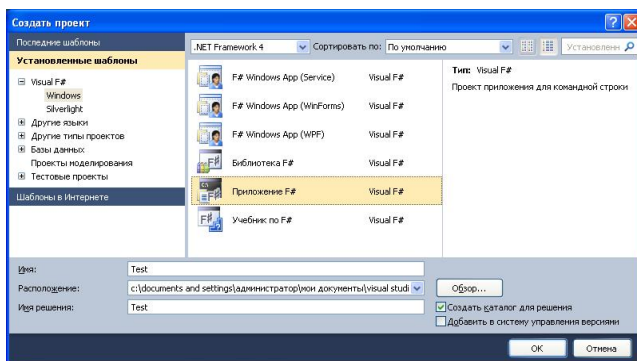 Создать проект
Последние шаблоны
.NET Framework 4
Сортировать по:
По умолчанию
Установленн
Установленные шаблоны
Visual F#
Windows
Silverlight
Другие языки
Другие типы проектов
Базы данных
Проекты моделирования
Тестовые проекты
Шаблоны в Интернете
F# Windows App (Service) Visual F#
F# Windows App (WinForms) Visual F#
F# Windows App (WPF) Visual F#
Библиотека F# Visual F#
Приложение F# Visual F#
Учебник по F# Visual F#
Тип: Visual F#
Проект приложения для командной строки
Имя: Test
Расположение: c:\documents and settings\администратор\мои документы\visual studi
Обзор...
Имя решения: Test
Создать каталог для решения
Добавить в систему управления версиями
OK
Отмена